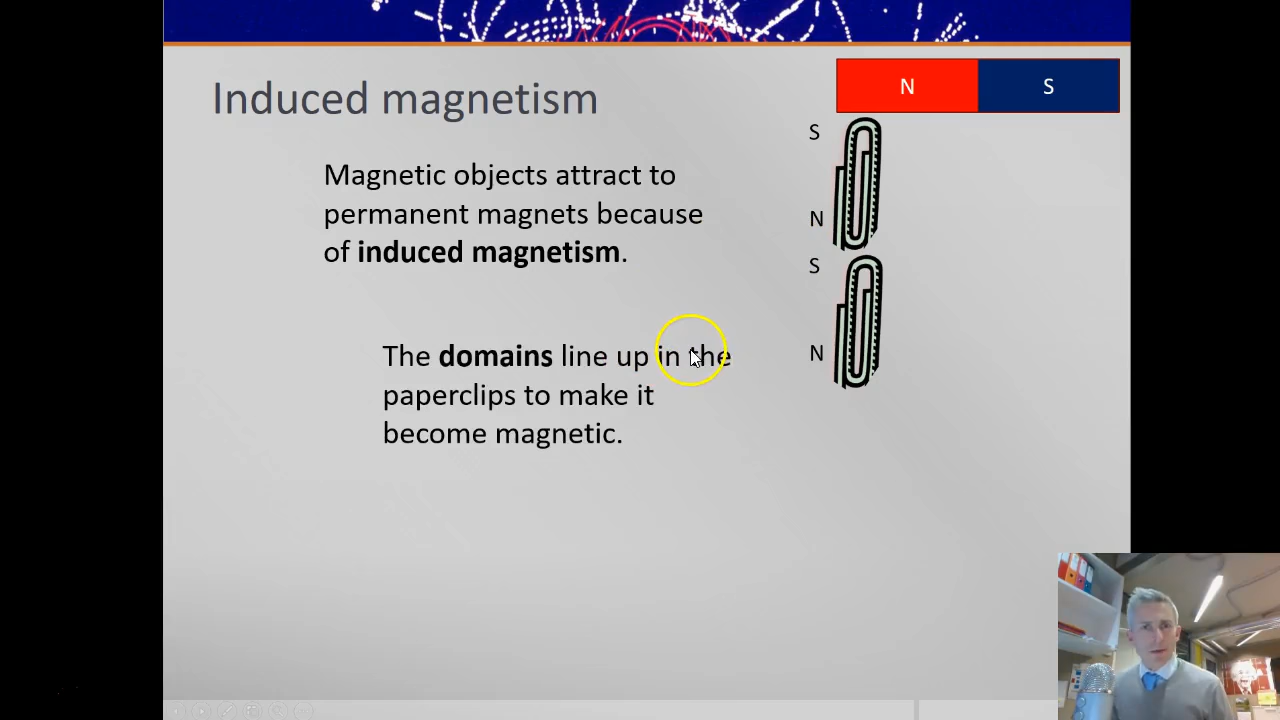 Induced magnetism
N S
Magnetic objects attract to
permanent magnets because
of induced magnetism.
S
N
S
N
The domains line up in the
paperclips to make it
become magnetic.